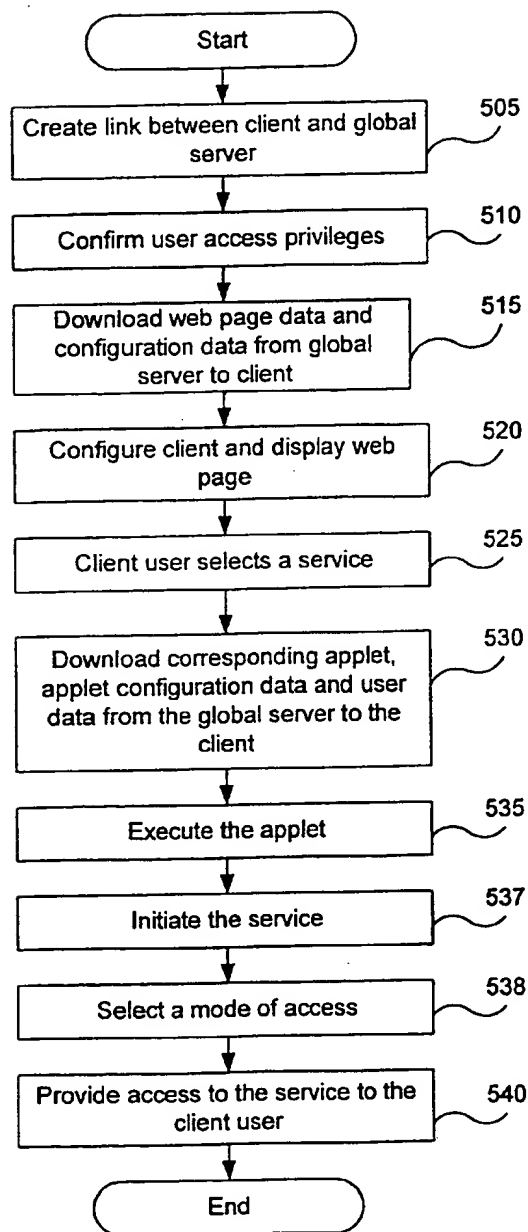 Start
Create link between client and global
server
505
Confirm user access privileges
510
Download web page data and
configuration data from global
server to client
515
Configure client and display web
page
520
Client user selects a service
525
Download corresponding applet,
applet configuration data and user
data from the global server to the
client
530
Execute the applet
535
Initiate the service
537
Select a mode of access
538
Provide access to the service to the
client user
540
End